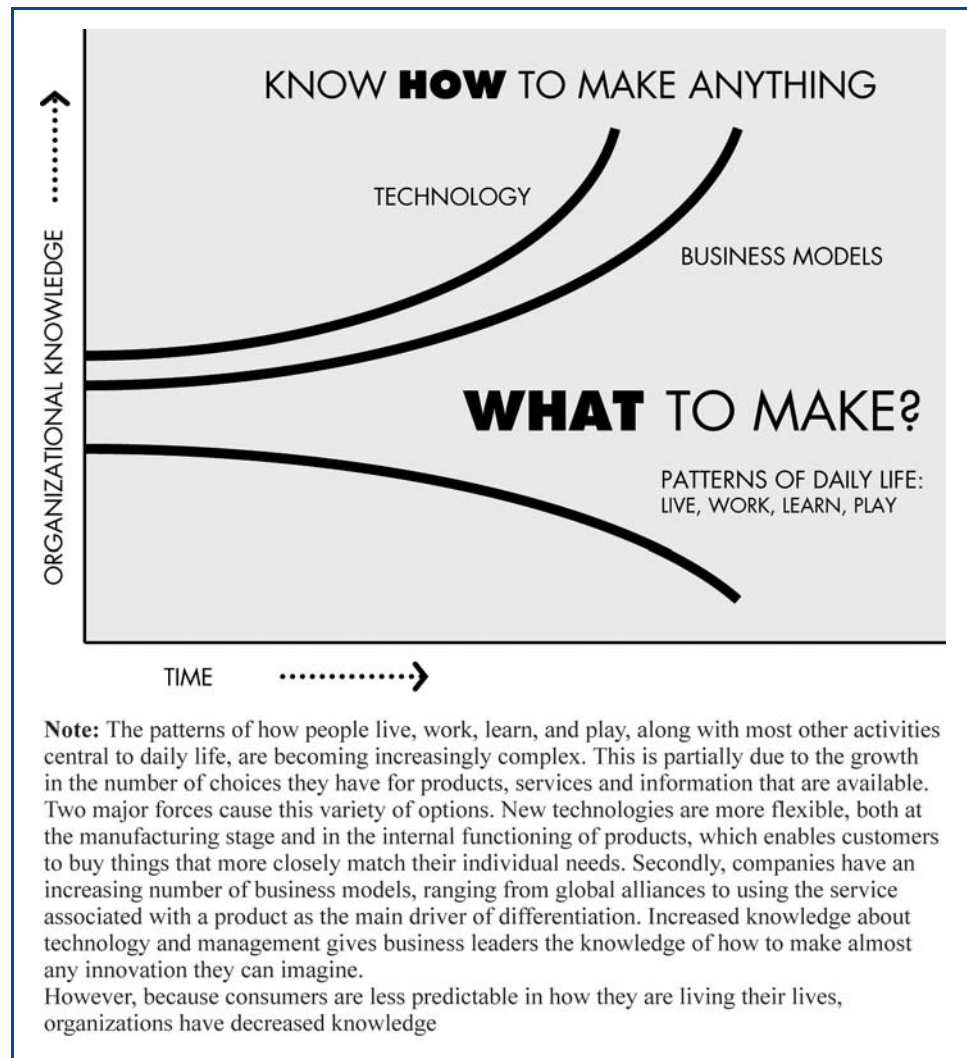 KNOW HOW TO MAKE ANYTHING
TECHNOLOGY
BUSINESS MODELS
ORGANIZATIONAL KNOWLEDGE
WHAT TO MAKE?
PATTERNS OF DAILY LIFE:
LIVE, WORK, LEARN, PLAY
TIME
Note: The patterns of how people live, work, learn, and play, along with most other activities
central to daily life, are becoming increasingly complex. This is partially due to the growth
in the number of choices they have for products, services and information that are available.
Two major forces cause this variety of options. New technologies are more flexible, both at
the manufacturing stage and in the internal functioning of products, which enables customers
to buy things that more closely match their individual needs. Secondly, companies have an
increasing number of business models, ranging from global alliances to using the service
associated with a product as the main driver of differentiation. Increased knowledge about
technology and management gives business leaders the knowledge of how to make almost
any innovation they can imagine.
However, because consumers are less predictable in how they are living their lives,
organizations have decreased knowledge